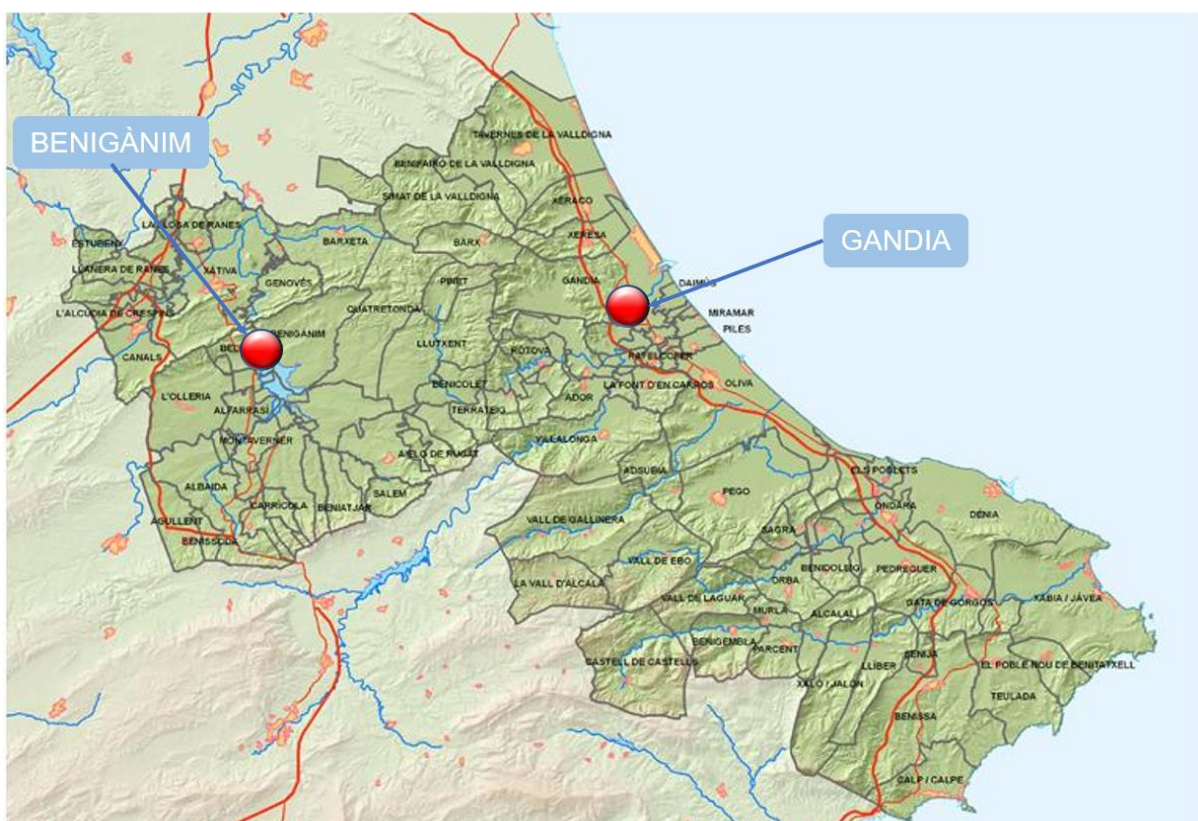 BENIGÀNIM
GANDIA
TAVERNES DE LA VALLDIGNA
BENIFAIRÓ DE LA VALLDIGNA
SIMAT DE LA VALLDIGNA
XERACO
LA LLOSA DE RANES
BARXETA
BARX
XERESA
ESTUBENY
LLANERA DE RANES
XÀTIVA
GENOVÉS
PINET
GANDIA
DAIMÚS
L'ALCÚDIA DE CRESPINS
QUATRETONDA
MIRAMAR
PILES
BENIGANIM
BEL
LLUTXENT
RÓTOVA
RAFELCOFER
CANALS
BENICOLET
LA FONT D'EN CARRÒS
OLIVA
L'OLLERIA
ALFARRASÍ
TERRATEIG
ADOR
MONTAVERNER
VILLALONGA
AIELO DE RUGAT
ADSUBIA
ELS POBLETS
ALBAIDA
SALEM
PEGO
CARRÍCOLA
BENIATJAR
ONDARA
DÉNIA
AGULLENT
VALL DE GALLINERA
SAGRA
BENISSODA
VALL DE EBO
BENIDOLEIG
PEDREGUER
LA VALL D'ALCALÀ
ORBA
VALL DE LAGUAR
XÀBIA / JÁVEA
MURLA
ALCALALÍ
GATA DE GORGOS
BENIGEMBLA
PARCENT
CASTELL DE CASTELLS
LLÍBER
SENIJA
EL POBLE NOU DE BENITATXELL
XALÓ / JALÓN
TEULADA
BENISSA
CALP / CALPE